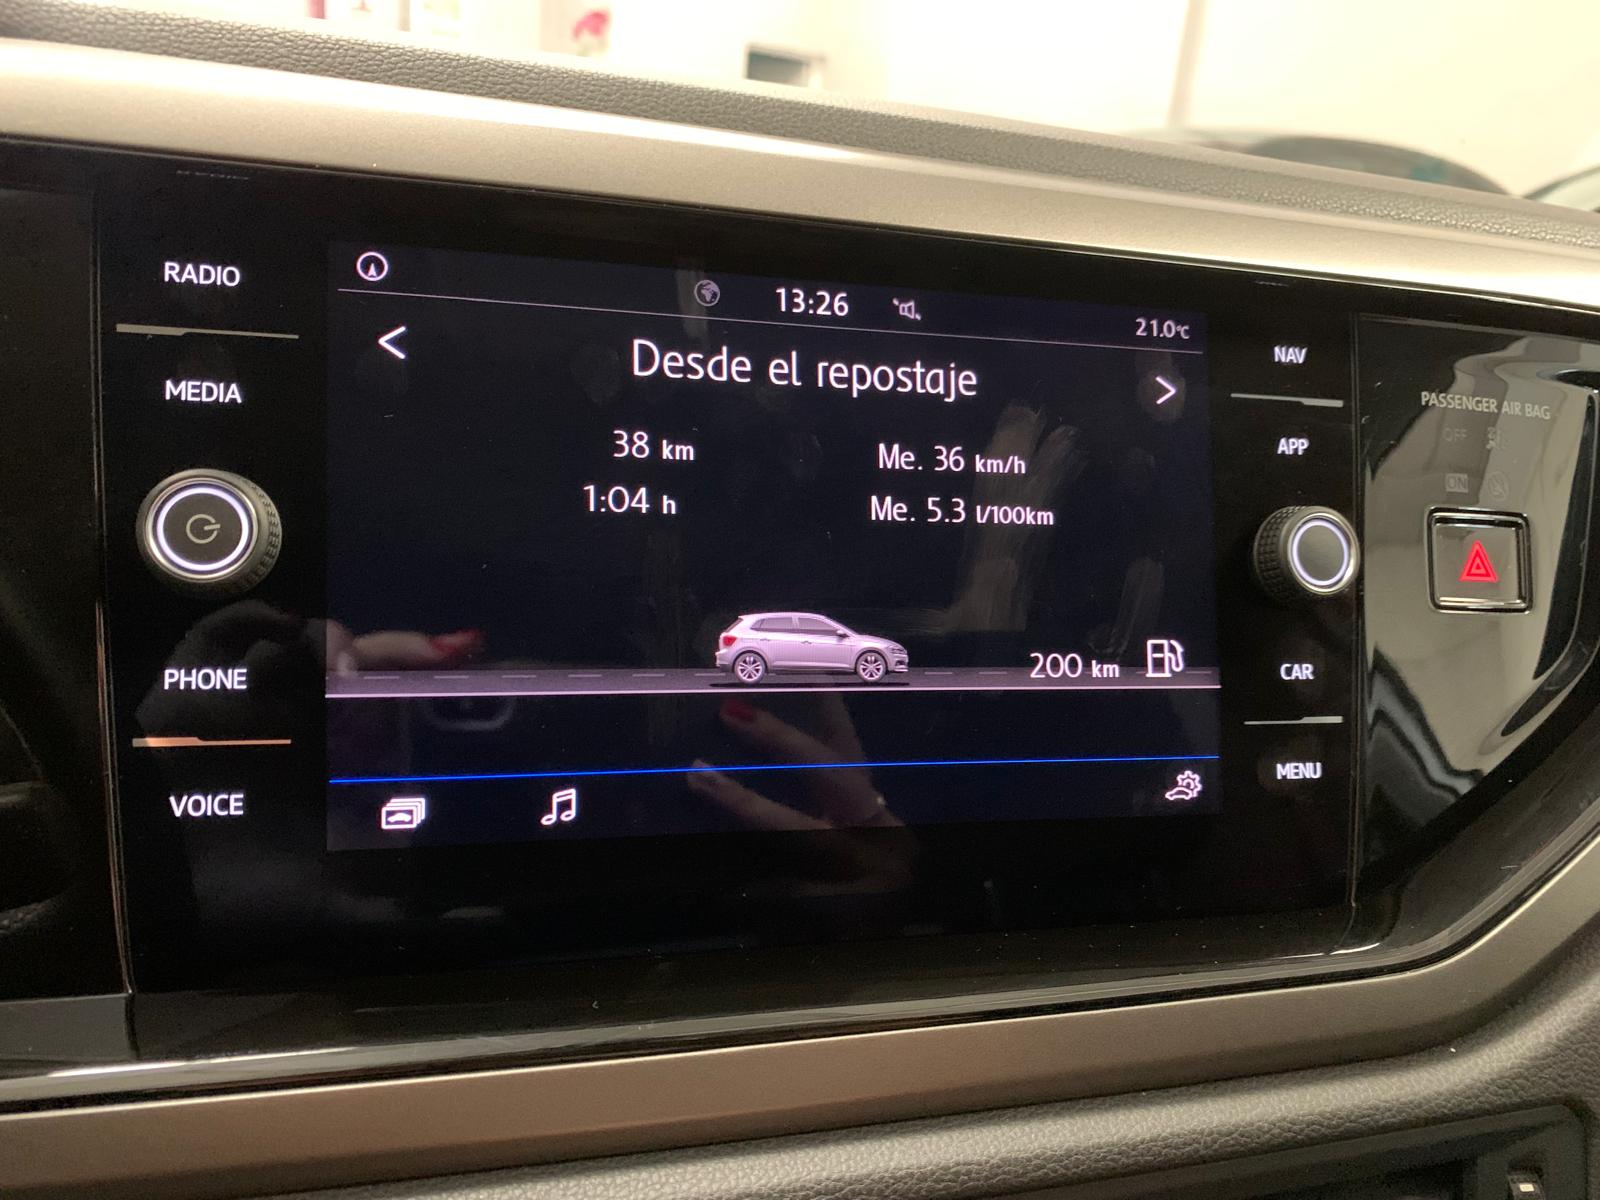 RADIO
MEDIA
PHONE
VOICE
13:26
21.0°C
<
Desde el repostaje
>
38 km
Me. 36 km/h
1:04 h
Me. 5.3 l/100km
200 km
NAV
APP
CAR
MENU
PASSENGER AIR BAG
OFF
ON